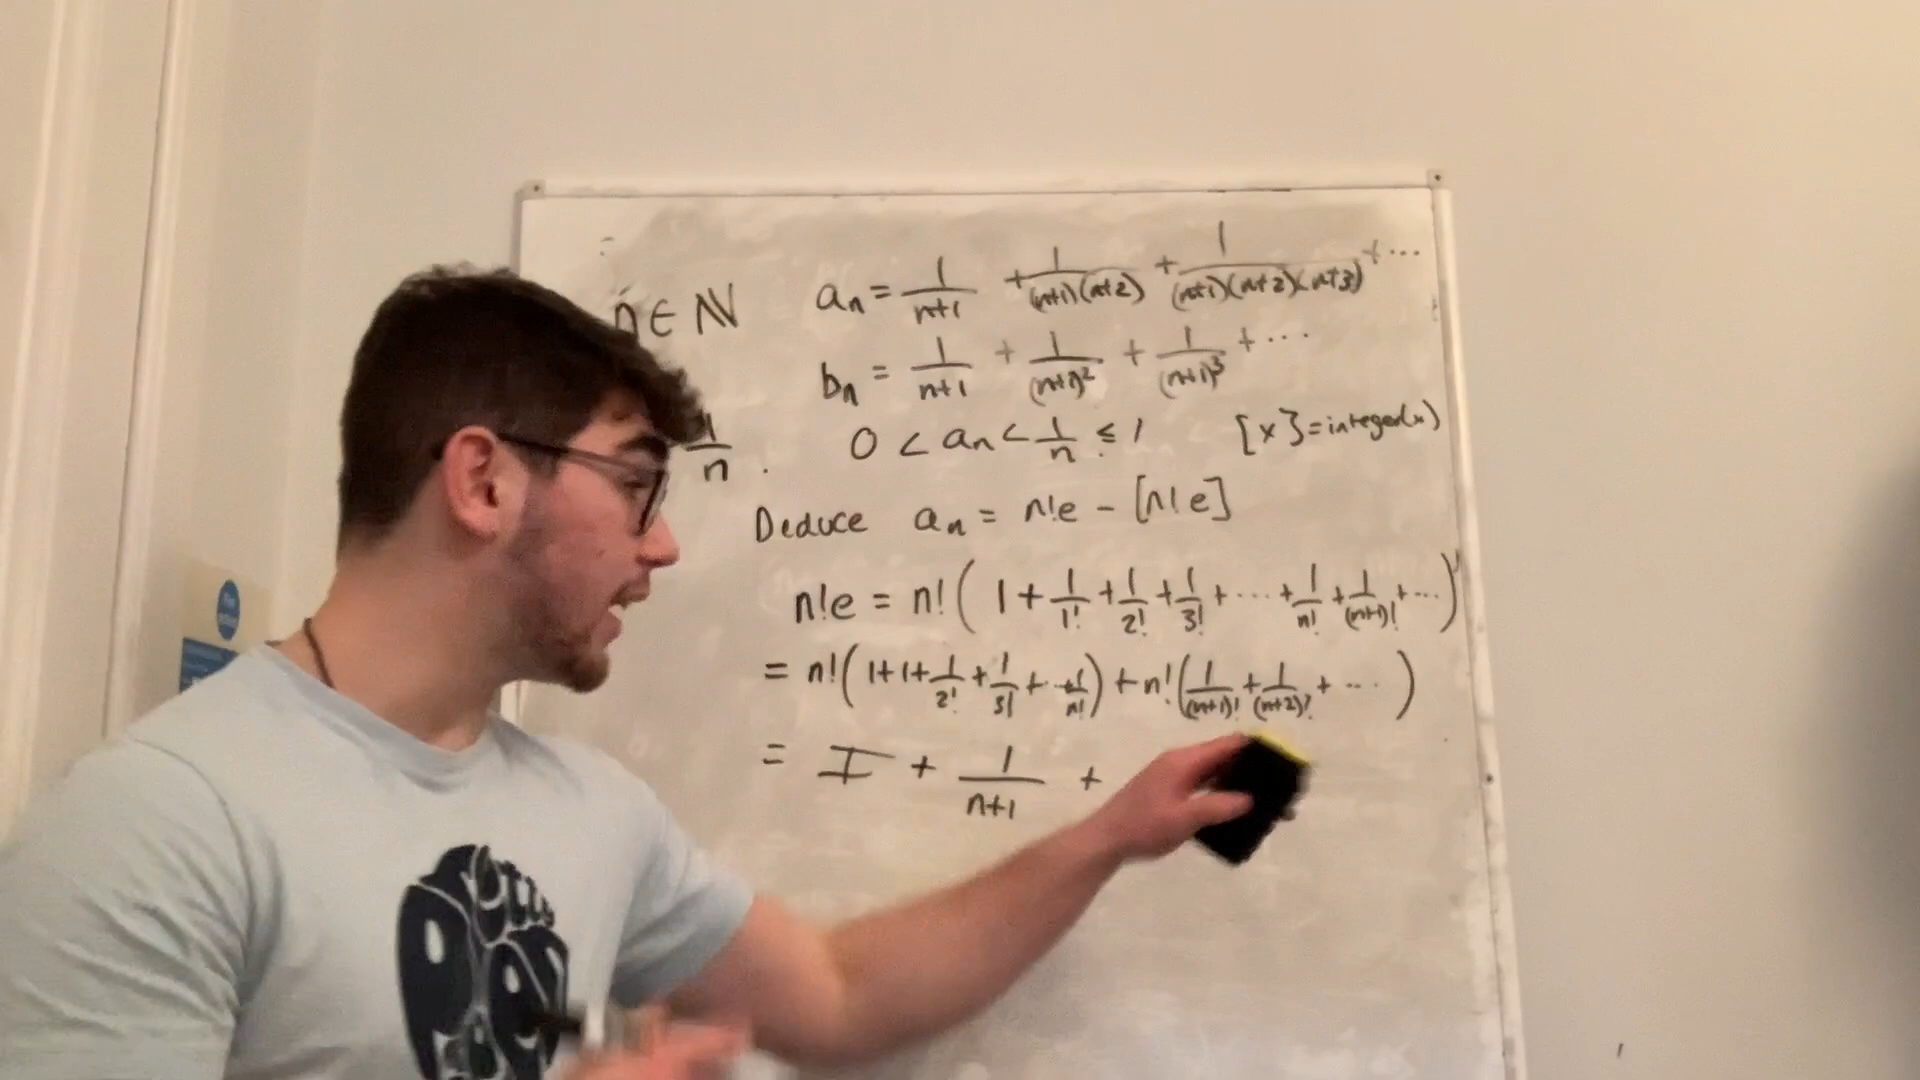 n ∈ ℕ aₙ = 1/(n+1) + 1/((n+1)(n+2)) + 1/((n+1)(n+2)(n+3)) + ...
bₙ = 1/(n+1) + 1/(n+1)² + 1/(n+1)³ + ...
1/n . 0 < aₙ < 1/n ≤ 1 [x] = integer(x)
Deduce aₙ = n!e - [n!e]
n!e = n!(1 + 1/1! + 1/2! + 1/3! + ... + 1/n! + 1/(n+1)! + ...)
= n!(1+1+1/2! + 1/3! + ... + 1/n!) + n!(1/(n+1)! + 1/(n+2)! + ...)
= I + 1/(n+1) +